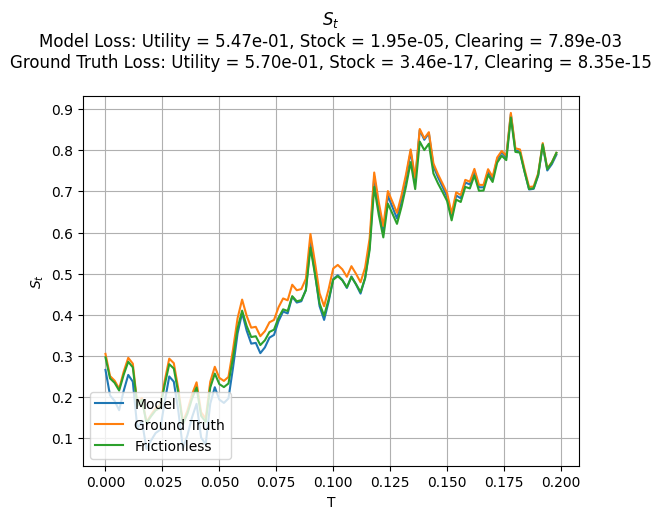 S_t
Model Loss: Utility = 5.47e-01, Stock = 1.95e-05, Clearing = 7.89e-03
Ground Truth Loss: Utility = 5.70e-01, Stock = 3.46e-17, Clearing = 8.35e-15
0.9
0.8
0.7
0.6
0.5
0.4
0.3
0.2
0.1
S_t
Model
Ground Truth
Frictionless
0.000 0.025 0.050 0.075 0.100 0.125 0.150 0.175 0.200
T